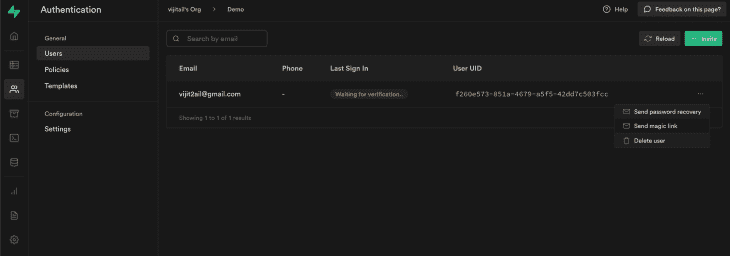 Authentication
vijitail's Org > Demo
Help
Feedback on this page?
General
Users
Policies
Templates
Configuration
Settings
Search by email
Reload
Invite
Email Phone Last Sign In User UID
vijit2ail@gmail.com - Waiting for verification.. f260e573-851a-4679-a5f5-42dd7c503fcc ...
Showing 1 to 1 of 1 results
Send password recovery
Send magic link
Delete user